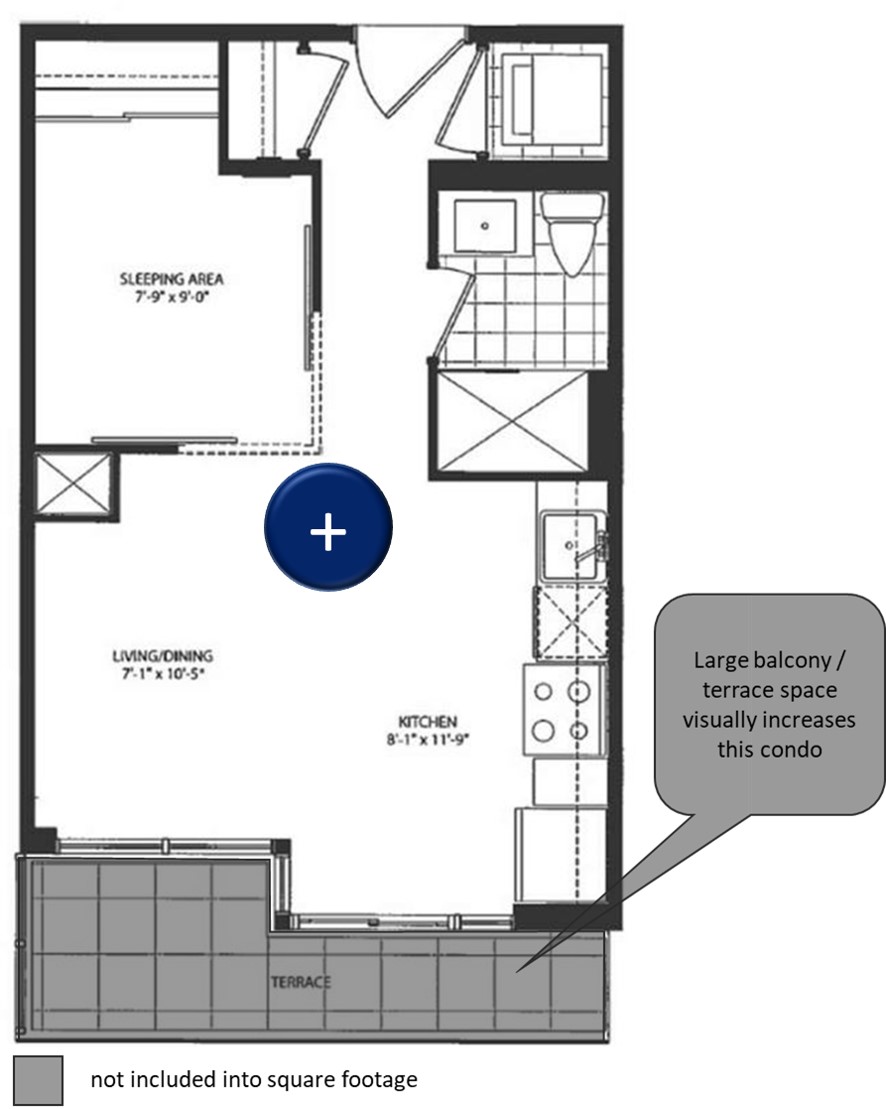 SLEEPING AREA
7'-9" x 9'-0"
+
LIVING/DINING
7'-1" x 10'-5"
KITCHEN
8'-1" x 11'-9"
Large balcony /
terrace space
visually increases
this condo
TERRACE
not included into square footage